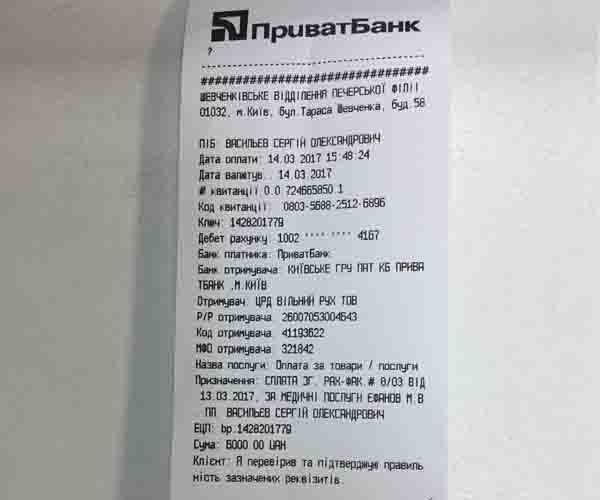 ПриватБанк
?
################################
ШЕВЧЕНКІВСЬКЕ ВІДДІЛЕННЯ ПЕЧЕРСЬКОЇ ФІЛІЇ
01032, м.Київ, бул.Тараса Шевченка, буд.58
ПІБ: ВАСИЛЬЕВ СЕРГІЙ ОЛЕКСАНДРОВИЧ
Дата оплати: 14.03.2017 15:48:24
Дата валютув.: 14.03.2017
# квитанції 0.0.724665850.1
Код квитанції: 0803-5688-2512-6896
Ключ: 1428201779
Дебет рахунку: 1002 **** **** 4167
Банк платника: ПриватБанк
Банк отримувача: КИЇВСЬКЕ ГРУ ПАТ КБ ПРИВА
ТБАНК ,М.КИЇВ
Отримувач: ЦРД ВІЛЬНИЙ РУХ ТОВ
Р/Р отримувача: 26007053004643
Код отримувача: 41193622
МФО отримувача: 321842
Назва послуги: Оплата за товари / послуги
Призначення: СПЛАТА ЗГ. РАХ-ФАК.# 8/03 ВІД
13.03.2017, ЗА МЕДИЧНІ ПОСЛУГИ ЕФАНОВ М.В
ПЛ. ВАСИЛЬЕВ СЕРГІЙ ОЛЕКСАНДРОВИЧ
ЕЦП: bp.1428201779
Сума: 6000.00 UAH
Клієнт: Я перевірив та підтверджую правиль
ність зазначених реквізитів.